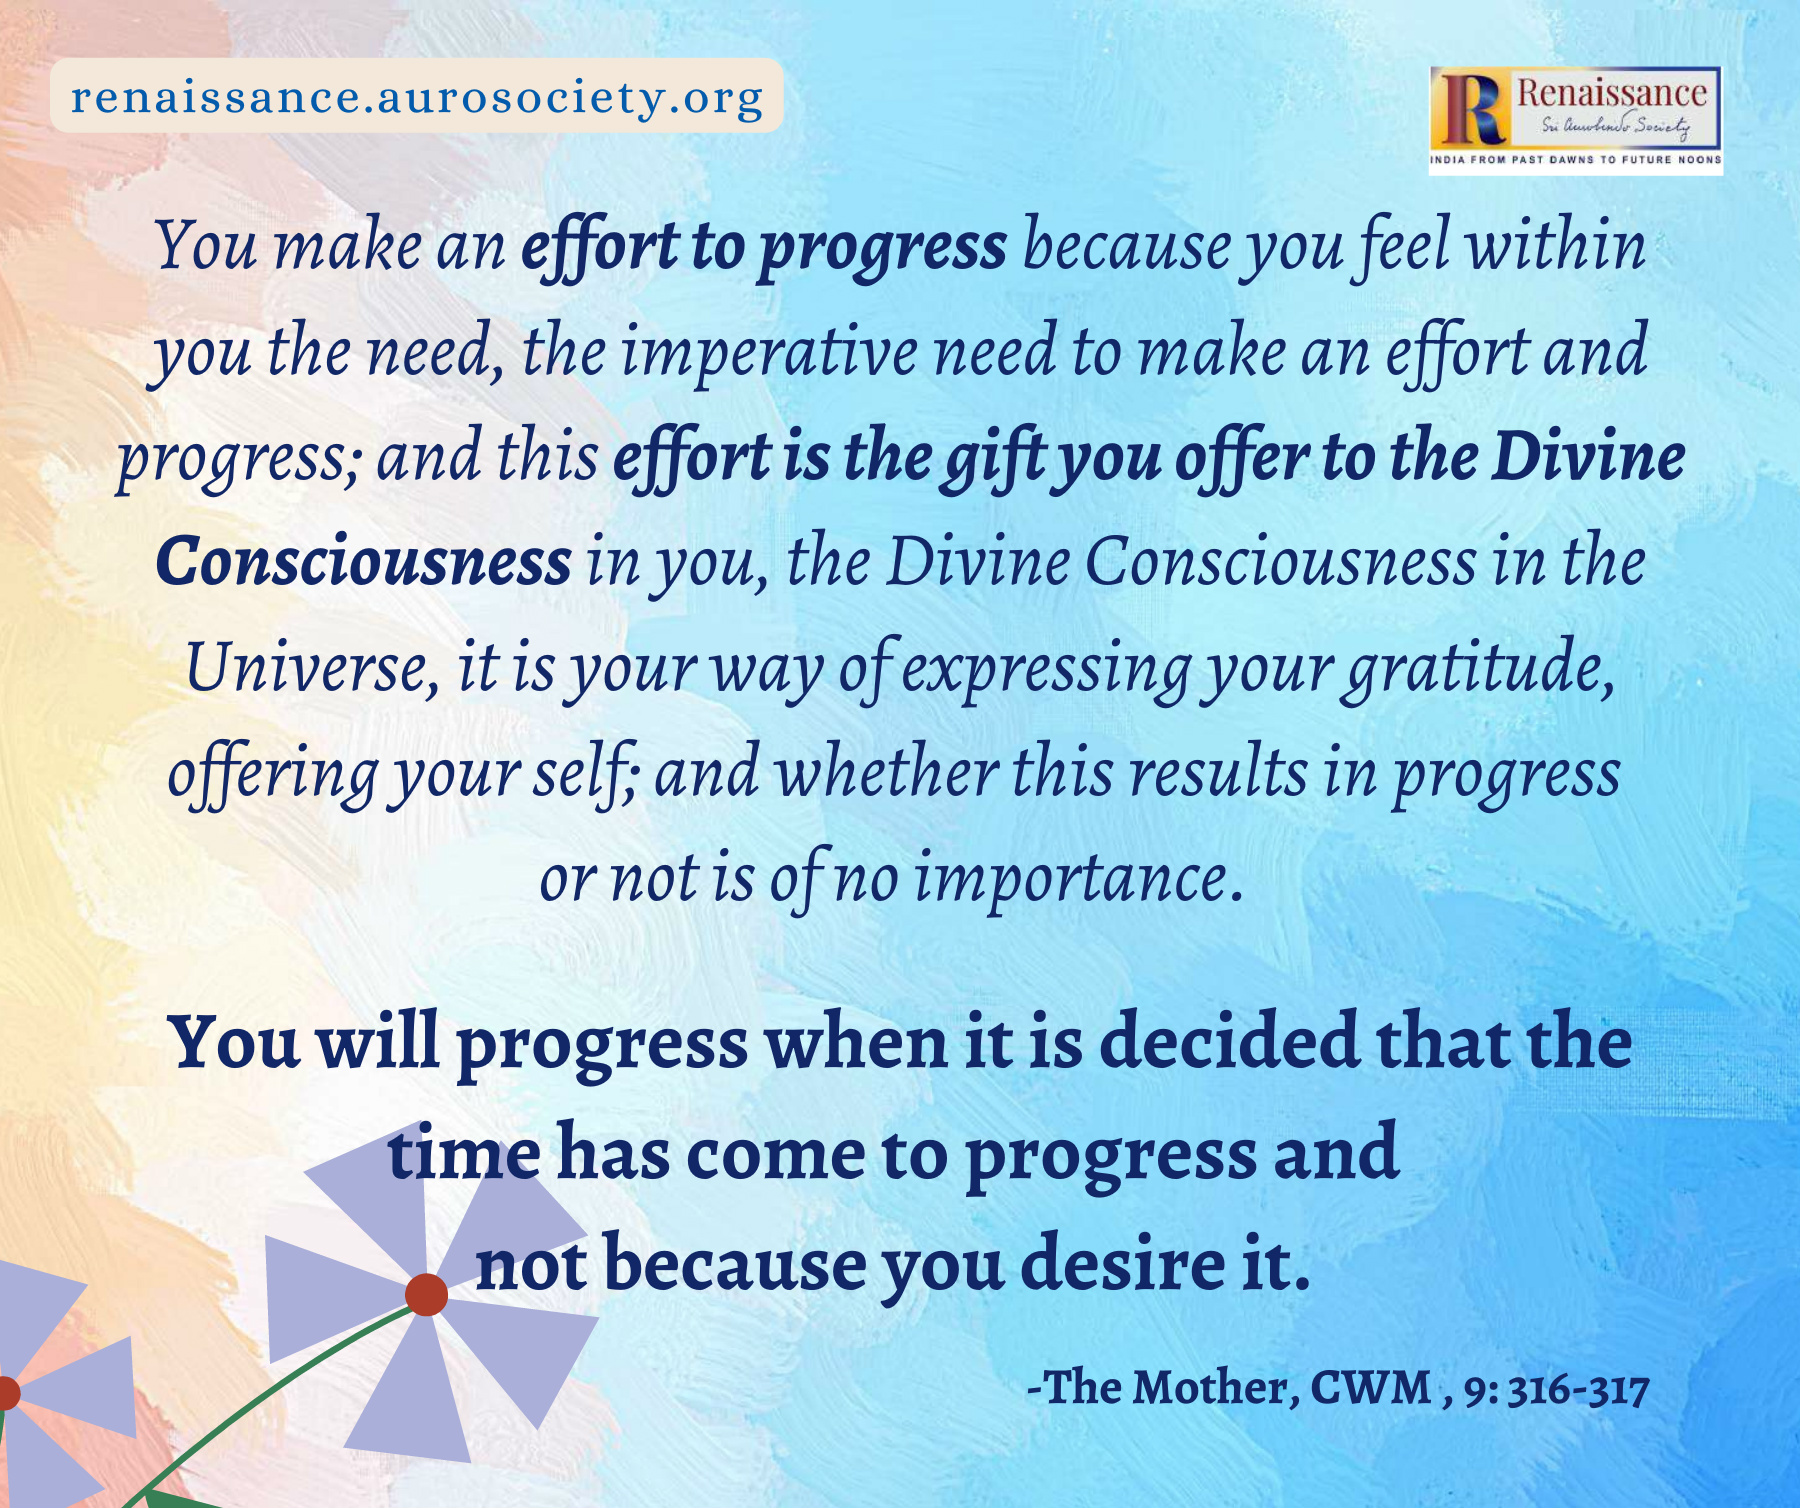 renaissance.aurosociety.org
Renaissance
Sri Aurobindo Society
INDIA FROM PAST DAWNS TO FUTURE NOONS
You make an effort to progress because you feel within
you the need, the imperative need to make an effort and
progress; and this effort is the gift you offer to the Divine
Consciousness in you, the Divine Consciousness in the
Universe, it is your way of expressing your gratitude,
offering your self; and whether this results in progress
or not is of no importance.
You will progress when it is decided that the
time has come to progress and
not because you desire it.
-The Mother, CWM , 9: 316-317